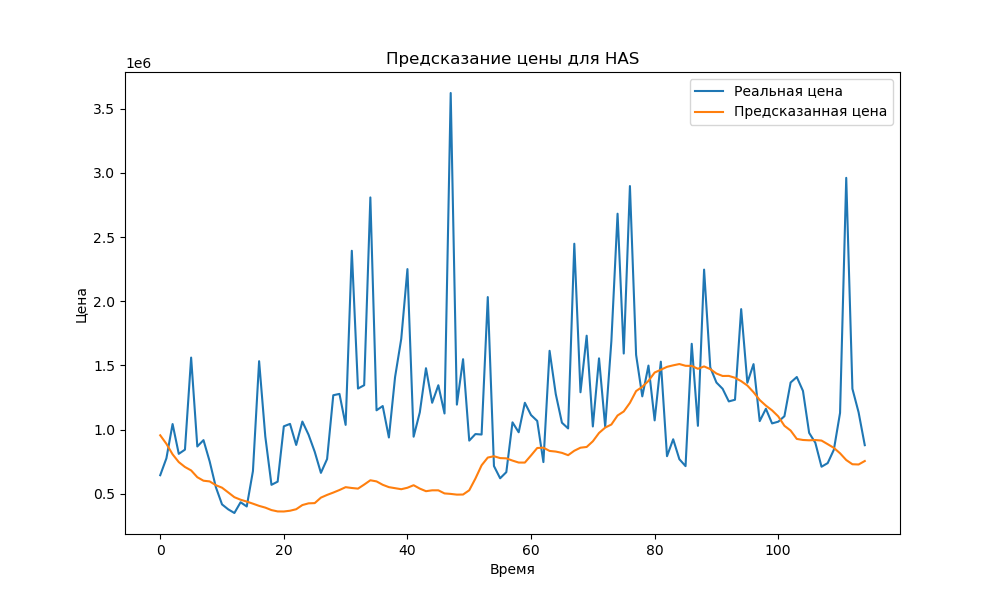 Предсказание цены для HAS
1e6
Реальная цена
Предсказанная цена
3.5
3.0
2.5
2.0
1.5
1.0
0.5
Цена
0 20 40 60 80 100
Время